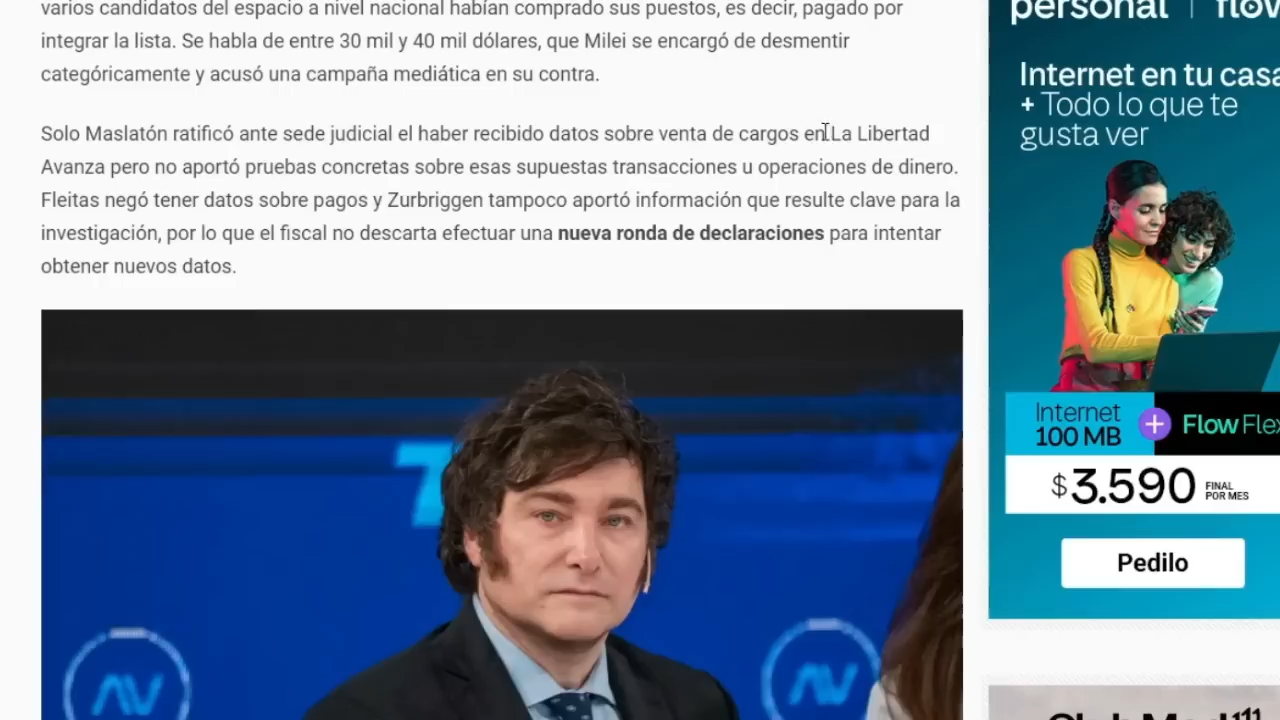 varios candidatos del espacio a nivel nacional habían comprado sus puestos, es decir, pagado por
integrar la lista. Se habla de entre 30 mil y 40 mil dólares, que Milei se encargó de desmentir
categóricamente y acusó una campaña mediática en su contra.
Solo Maslatón ratificó ante sede judicial el haber recibido datos sobre venta de cargos en La Libertad
Avanza pero no aportó pruebas concretas sobre esas supuestas transacciones u operaciones de dinero.
Fleitas negó tener datos sobre pagos y Zurbriggen tampoco aportó información que resulte clave para la
investigación, por lo que el fiscal no descarta efectuar una nueva ronda de declaraciones para intentar
obtener nuevos datos.
personal | flow
Internet en tu casa
+ Todo lo que te
gusta ver
Internet
100 MB
+
Flow Flex
$3.590 FINAL
POR MES
Pedilo